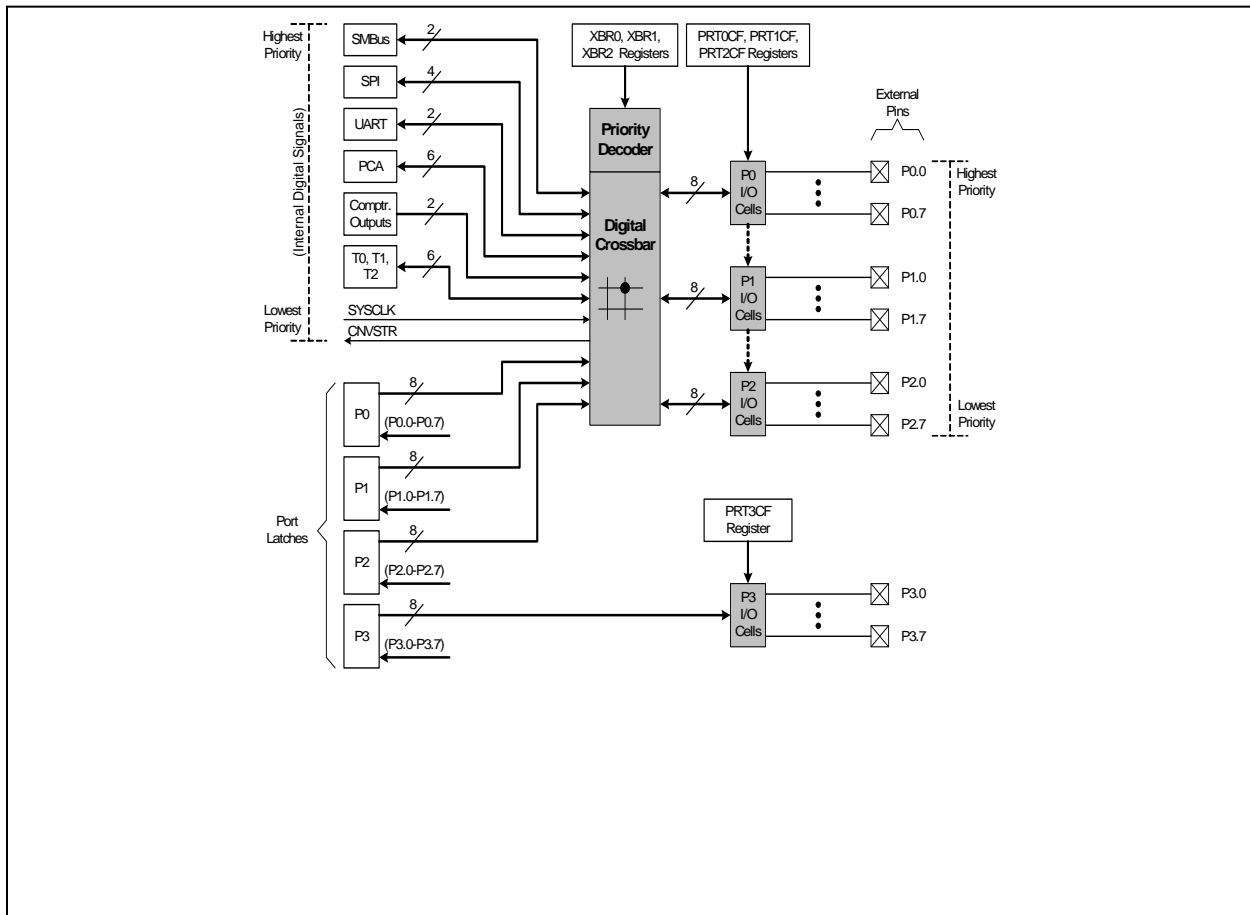 Highest
Priority
(Internal Digital Signals)
Lowest
Priority
SMBus
2
SPI
4
UART
2
PCA
6
Comptr.
Outputs
2
T0, T1,
T2
6
SYSCLK
CNVSTR
XBR0, XBR1,
XBR2 Registers
PRT0CF, PRT1CF,
PRT2CF Registers
Priority
Decoder
Digital
Crossbar
8
P0
I/O
Cells
8
P1
I/O
Cells
8
P2
I/O
Cells
External
Pins
P0.0
P0.7
P1.0
P1.7
P2.0
P2.7
Highest
Priority
Lowest
Priority
Port
Latches
P0
8
(P0.0-P0.7)
P1
8
(P1.0-P1.7)
P2
8
(P2.0-P2.7)
P3
8
(P3.0-P3.7)
PRT3CF
Register
P3
I/O
Cells
P3.0
P3.7